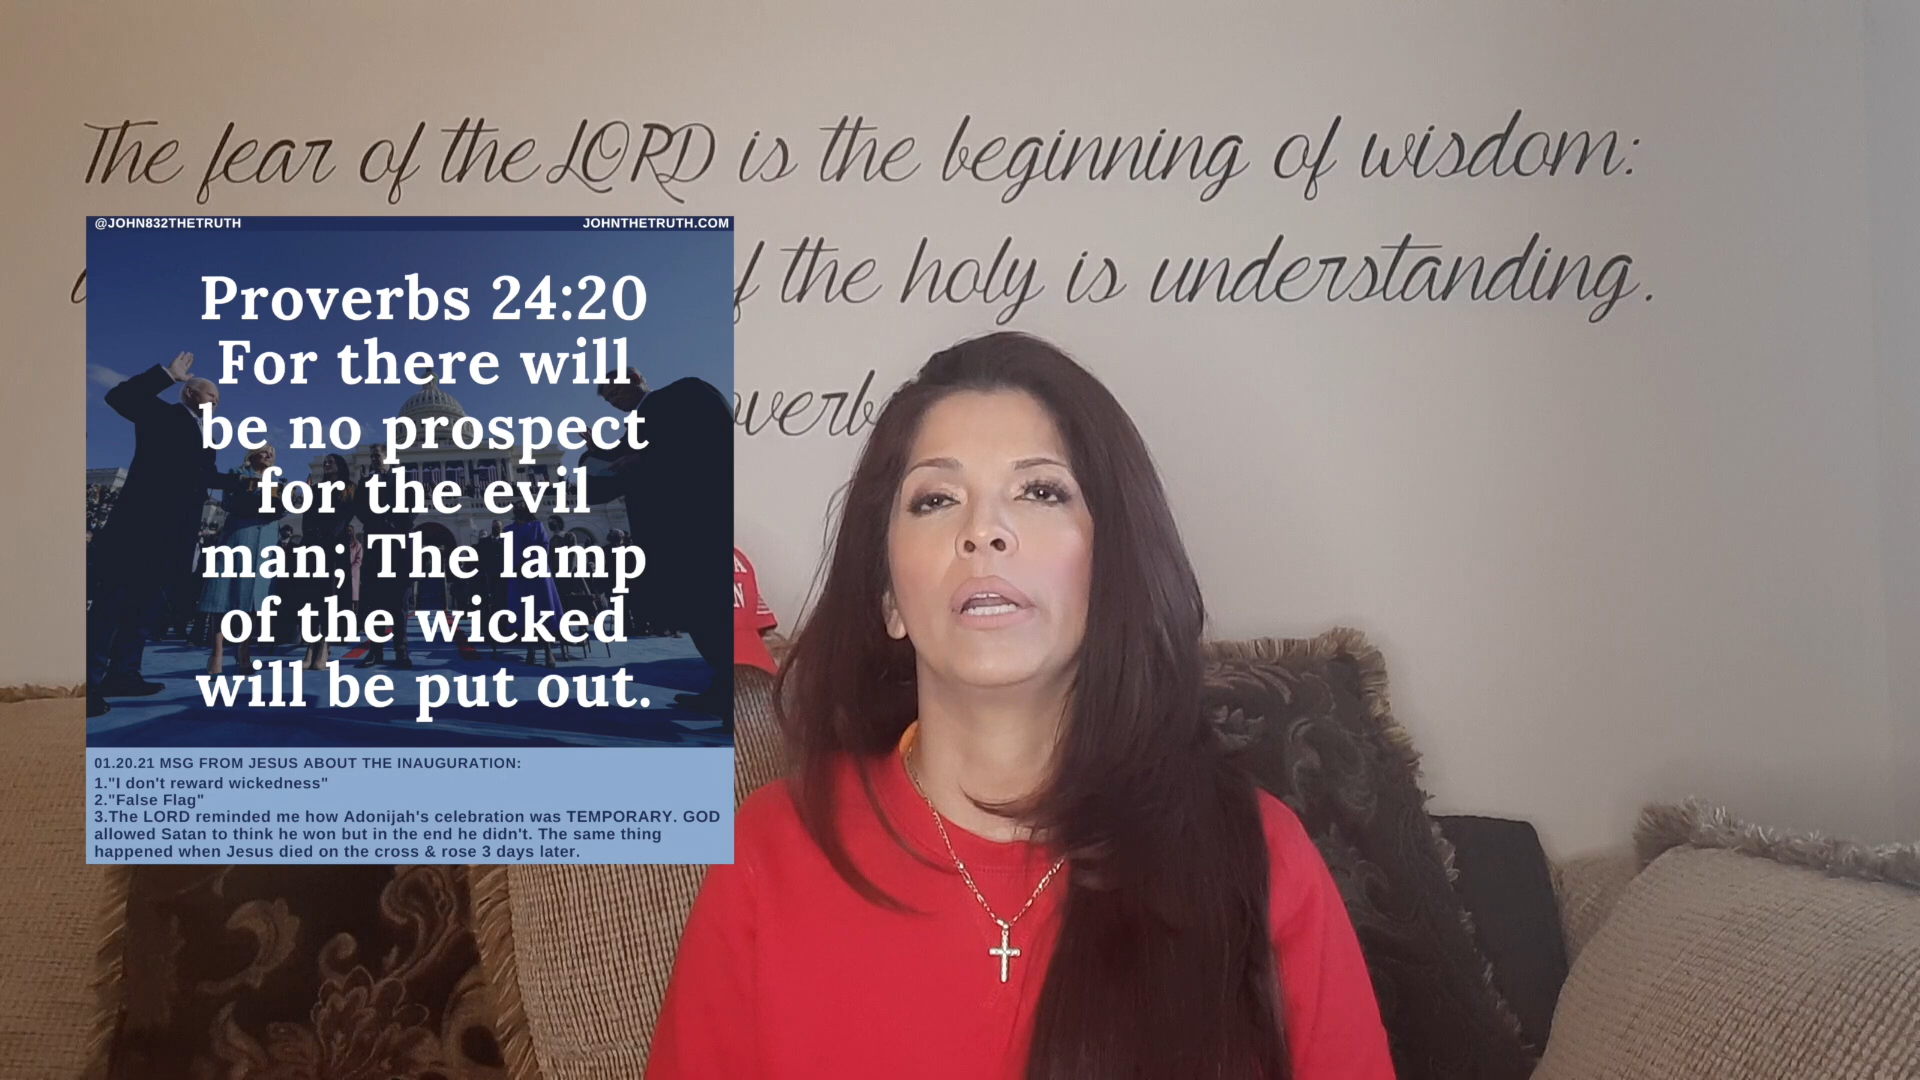 The fear of the LORD is the beginning of wisdom:
@JOHN832THETRUTH
JOHNTHETRUTH.COM
the holy is understanding.
Proverbs 24:20
For there will
be no prospect
for the evil
man; The lamp
of the wicked
will be put out.
01.20.21 MSG FROM JESUS ABOUT THE INAUGURATION:
1."I don't reward wickedness"
2."False Flag"
3.The LORD reminded me how Adonijah's celebration was TEMPORARY. GOD
allowed Satan to think he won but in the end he didn't. The same thing
happened when Jesus died on the cross & rose 3 days later.